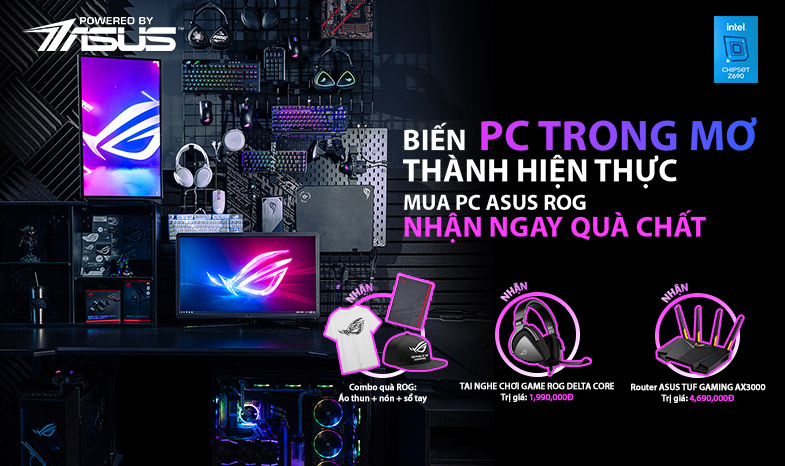 POWERED BY
ASUS
intel
CHIPSET
Z690
BIẾN PC TRONG MƠ
THÀNH HIỆN THỰC
MUA PC ASUS ROG
NHẬN NGAY QUÀ CHẤT
NHẬN
Combo quà ROG:
Áo thun + nón + sổ tay
NHẬN
TAI NGHE CHƠI GAME ROG DELTA CORE
Trị giá: 1,990,000Đ
NHẬN
Router ASUS TUF GAMING AX3000
Trị giá: 4,690,000Đ